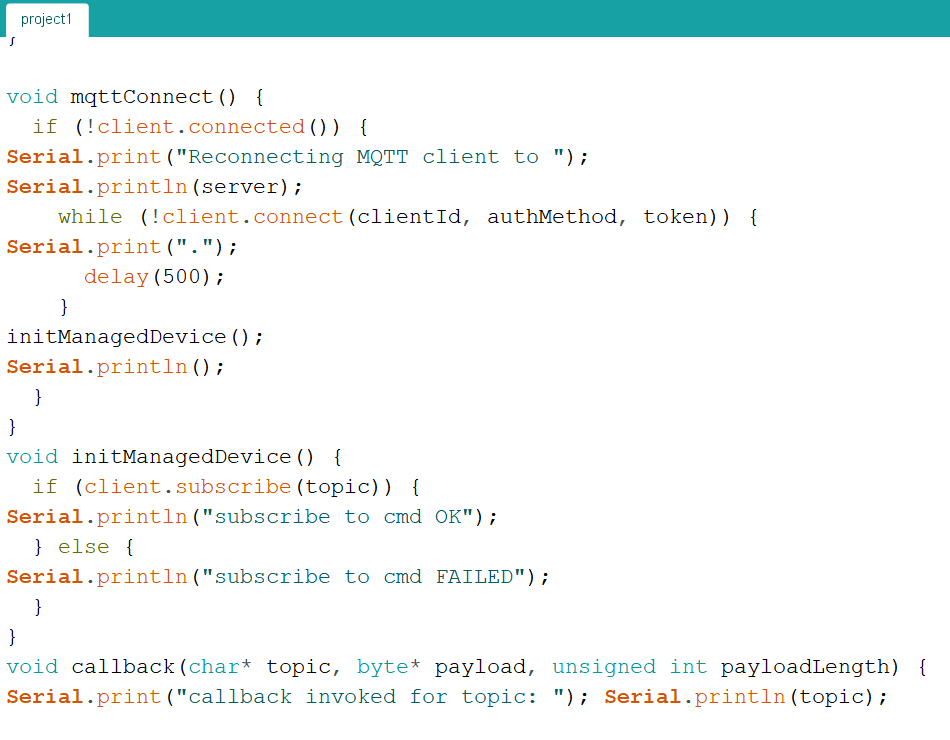 project1
}
void mqttConnect() {
  if (!client.connected()) {
Serial.print("Reconnecting MQTT client to ");
Serial.println(server);
    while (!client.connect(clientId, authMethod, token)) {
Serial.print(".");
      delay(500);
    }
initManagedDevice();
Serial.println();
  }
}
void initManagedDevice() {
  if (client.subscribe(topic)) {
Serial.println("subscribe to cmd OK");
  } else {
Serial.println("subscribe to cmd FAILED");
  }
}
void callback(char* topic, byte* payload, unsigned int payloadLength) {
Serial.print("callback invoked for topic: "); Serial.println(topic);